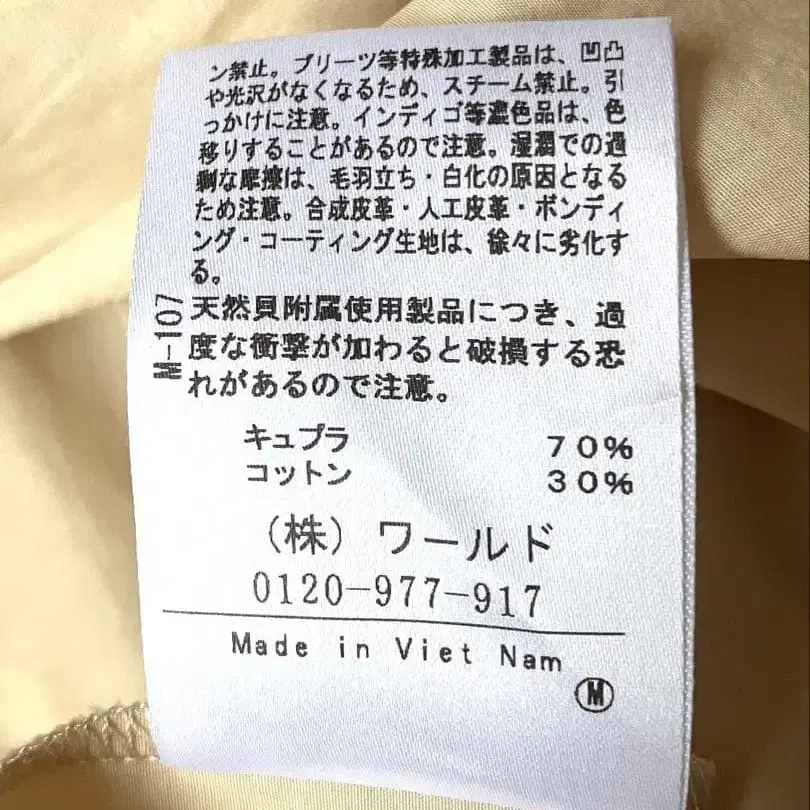 ン禁止。プリーツ等特殊加工製品は、凹凸
や光沢がなくなるため、スチーム禁止。引
っかけに注意。インディゴ等濃色品は、色
移りすることがあるので注意。湿潤での過
剰な摩擦は、毛羽立ち・白化の原因となる
ため注意。合成皮革・人工皮革・ボンディ
ング・コーティング生地は、徐々に劣化す
る。
M-107
天然貝附属使用製品につき、過
度な衝撃が加わると破損する恐
れがあるので注意。
キュプラ 70%
コットン 30%
(株) ワールド
0120-977-917
Made in Viet Nam
M